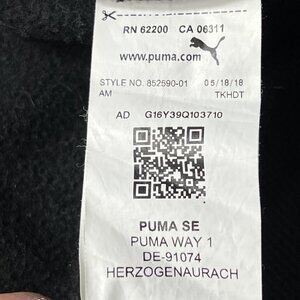 RN 62200 CA 06311
www.puma.com
STYLE NO. 852590-01 05/18/18
AM TKHDT
AD G16Y39Q103710
PUMA SE
PUMA WAY 1
DE-91074
HERZOGENAURACH